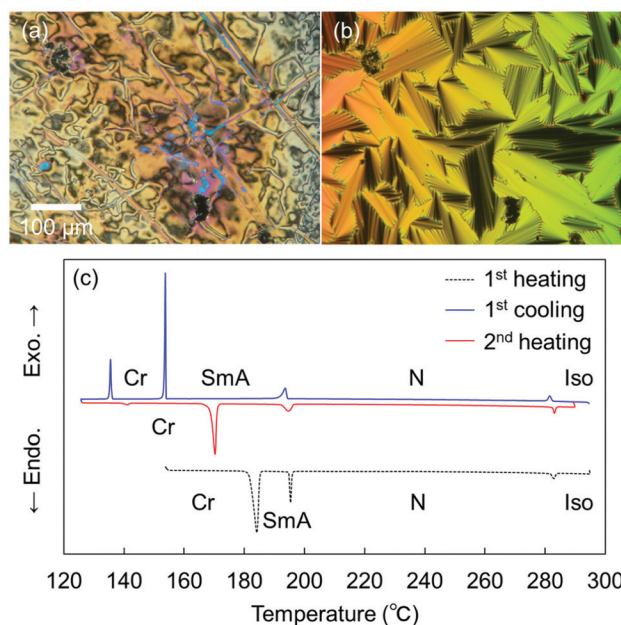 (a)
(b)
100 μm
(c)
1st heating
1st cooling
2nd heating
Exo. →
← Endo.
Cr SmA N Iso
Cr
Cr SmA N Iso
120 140 160 180 200 220 240 260 280 300
Temperature (℃)